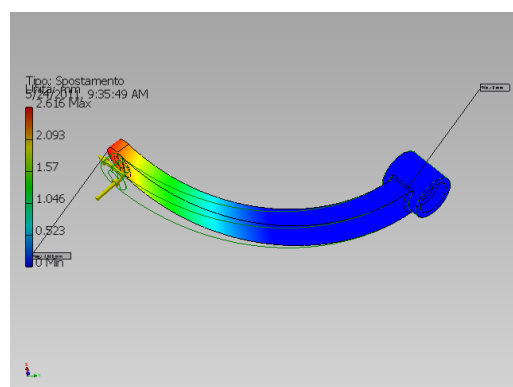 Tipo: Spostamento
Unità: mm
5/24/2011, 9:35:49 AM
2.616 Max
2.093
1.57
1.046
0.523
0 Min